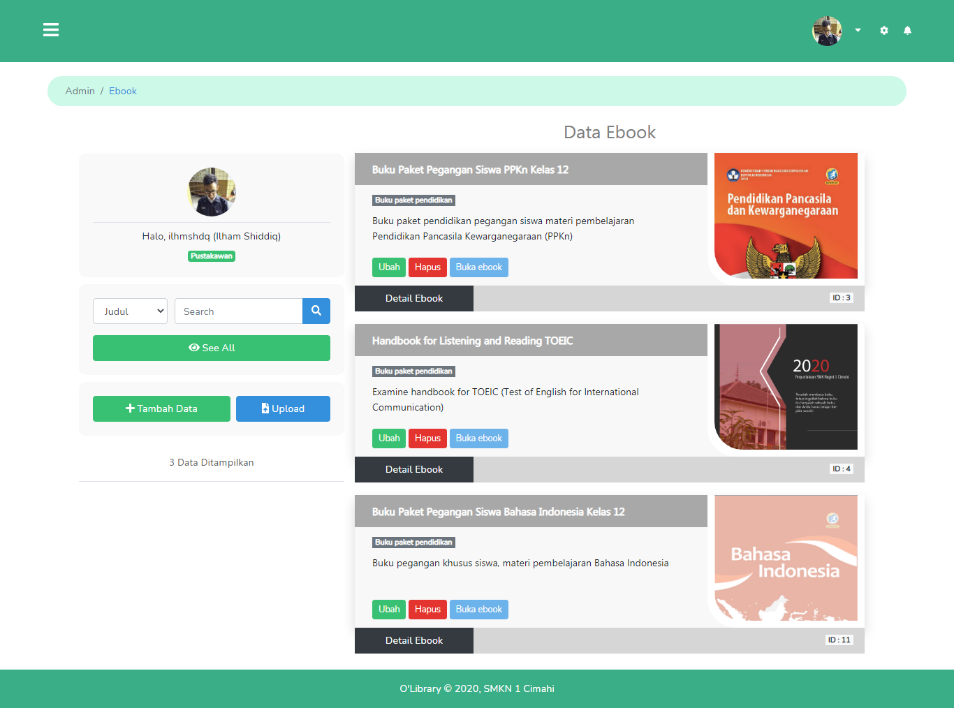 Admin / Ebook
Data Ebook
Halo, ilhmshdq (Ilham Shiddiq)
Pustakawan
Judul
Search
See All
Tambah Data
Upload
3 Data Ditampilkan
Buku Paket Pegangan Siswa PPKn Kelas 12
Buku paket pendidikan
Buku paket pendidikan pegangan siswa materi pembelajaran
Pendidikan Pancasila Kewarganegaraan (PPKn)
Ubah Hapus Buka ebook
Pendidikan Pancasila
dan Kewarganegaraan
Detail Ebook
ID : 3
Handbook for Listening and Reading TOEIC
Buku paket pendidikan
Examine handbook for TOEIC (Test of English for International
Communication)
Ubah Hapus Buka ebook
2020
Detail Ebook
ID : 4
Buku Paket Pegangan Siswa Bahasa Indonesia Kelas 12
Buku paket pendidikan
Buku pegangan khusus siswa, materi pembelajaran Bahasa Indonesia
Ubah Hapus Buka ebook
Bahasa
Indonesia
Detail Ebook
ID : 11
O'Library © 2020, SMKN 1 Cimahi